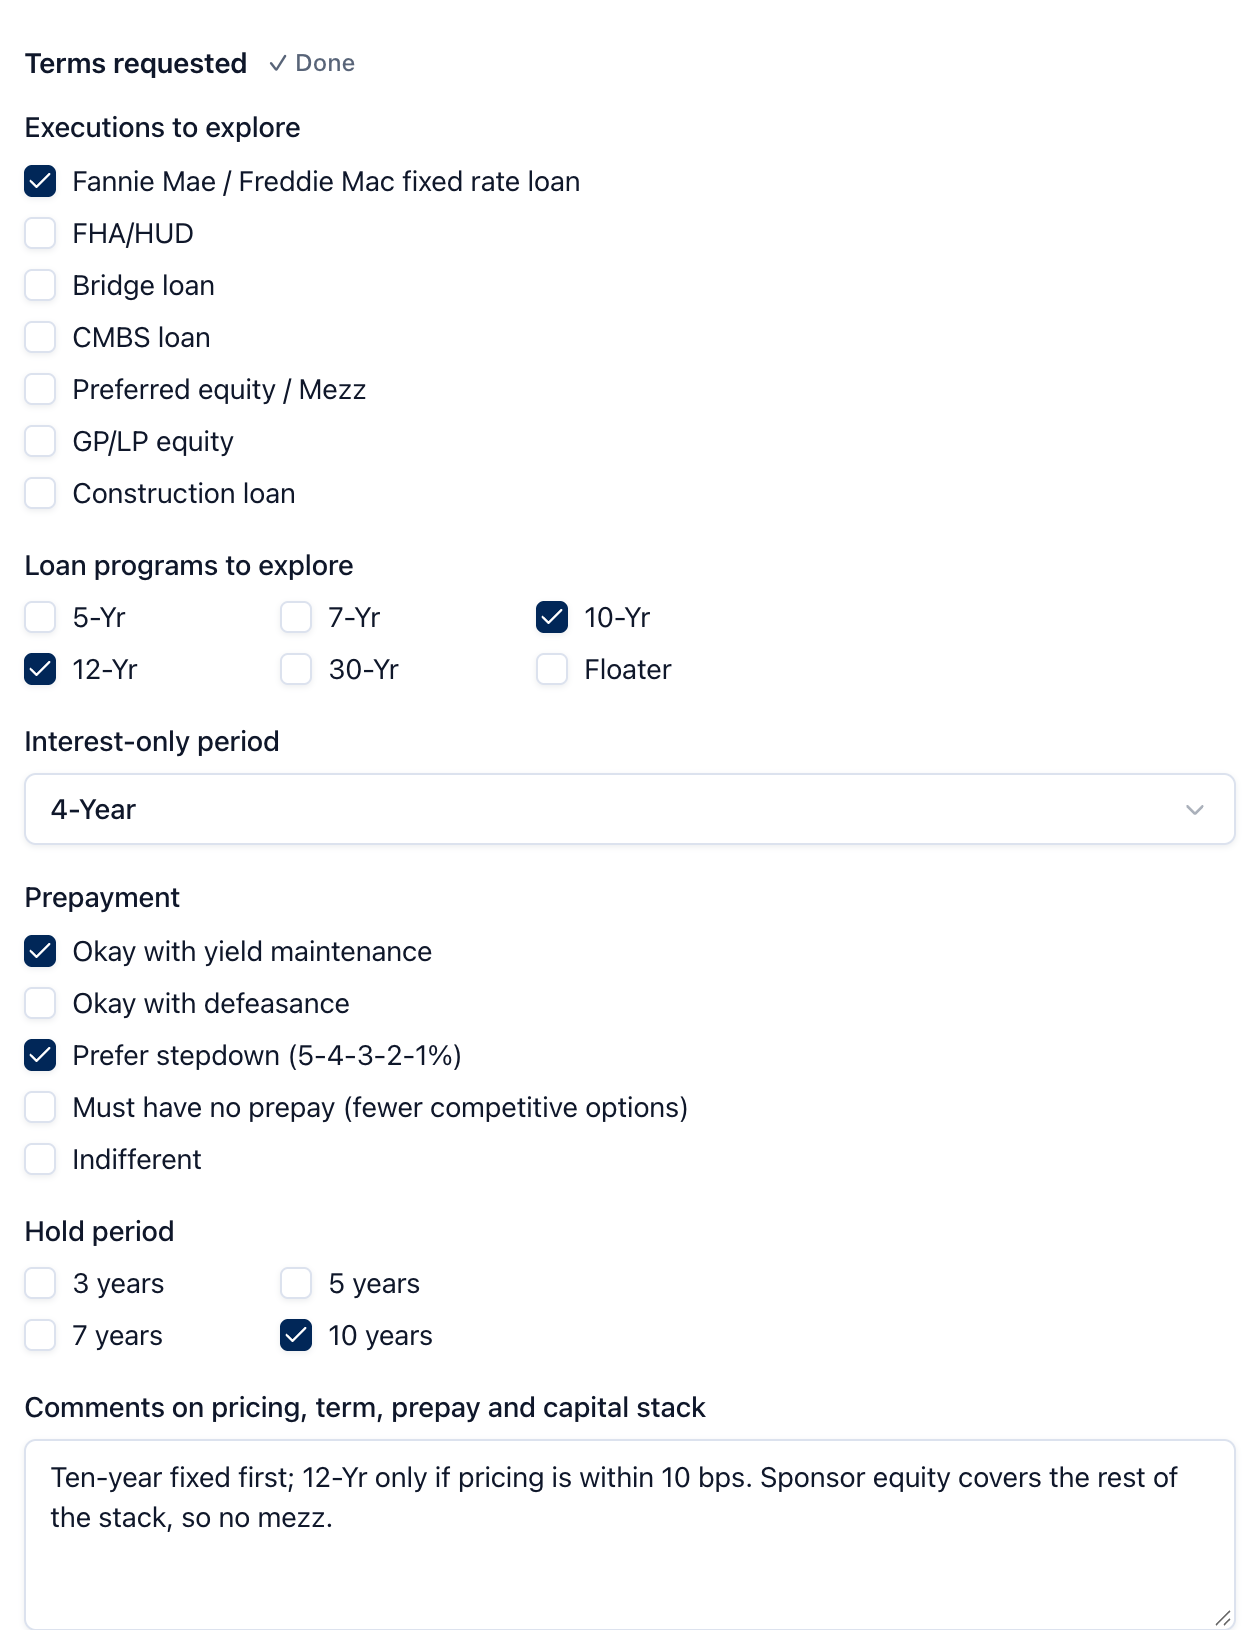 Terms requested ✓ Done
Executions to explore
Fannie Mae / Freddie Mac fixed rate loan
FHA/HUD
Bridge loan
CMBS loan
Preferred equity / Mezz
GP/LP equity
Construction loan
Loan programs to explore
5-Yr 7-Yr 10-Yr
12-Yr 30-Yr Floater
Interest-only period
4-Year
Prepayment
Okay with yield maintenance
Okay with defeasance
Prefer stepdown (5-4-3-2-1%)
Must have no prepay (fewer competitive options)
Indifferent
Hold period
3 years 5 years
7 years 10 years
Comments on pricing, term, prepay and capital stack
Ten-year fixed first; 12-Yr only if pricing is within 10 bps. Sponsor equity covers the rest of
the stack, so no mezz.